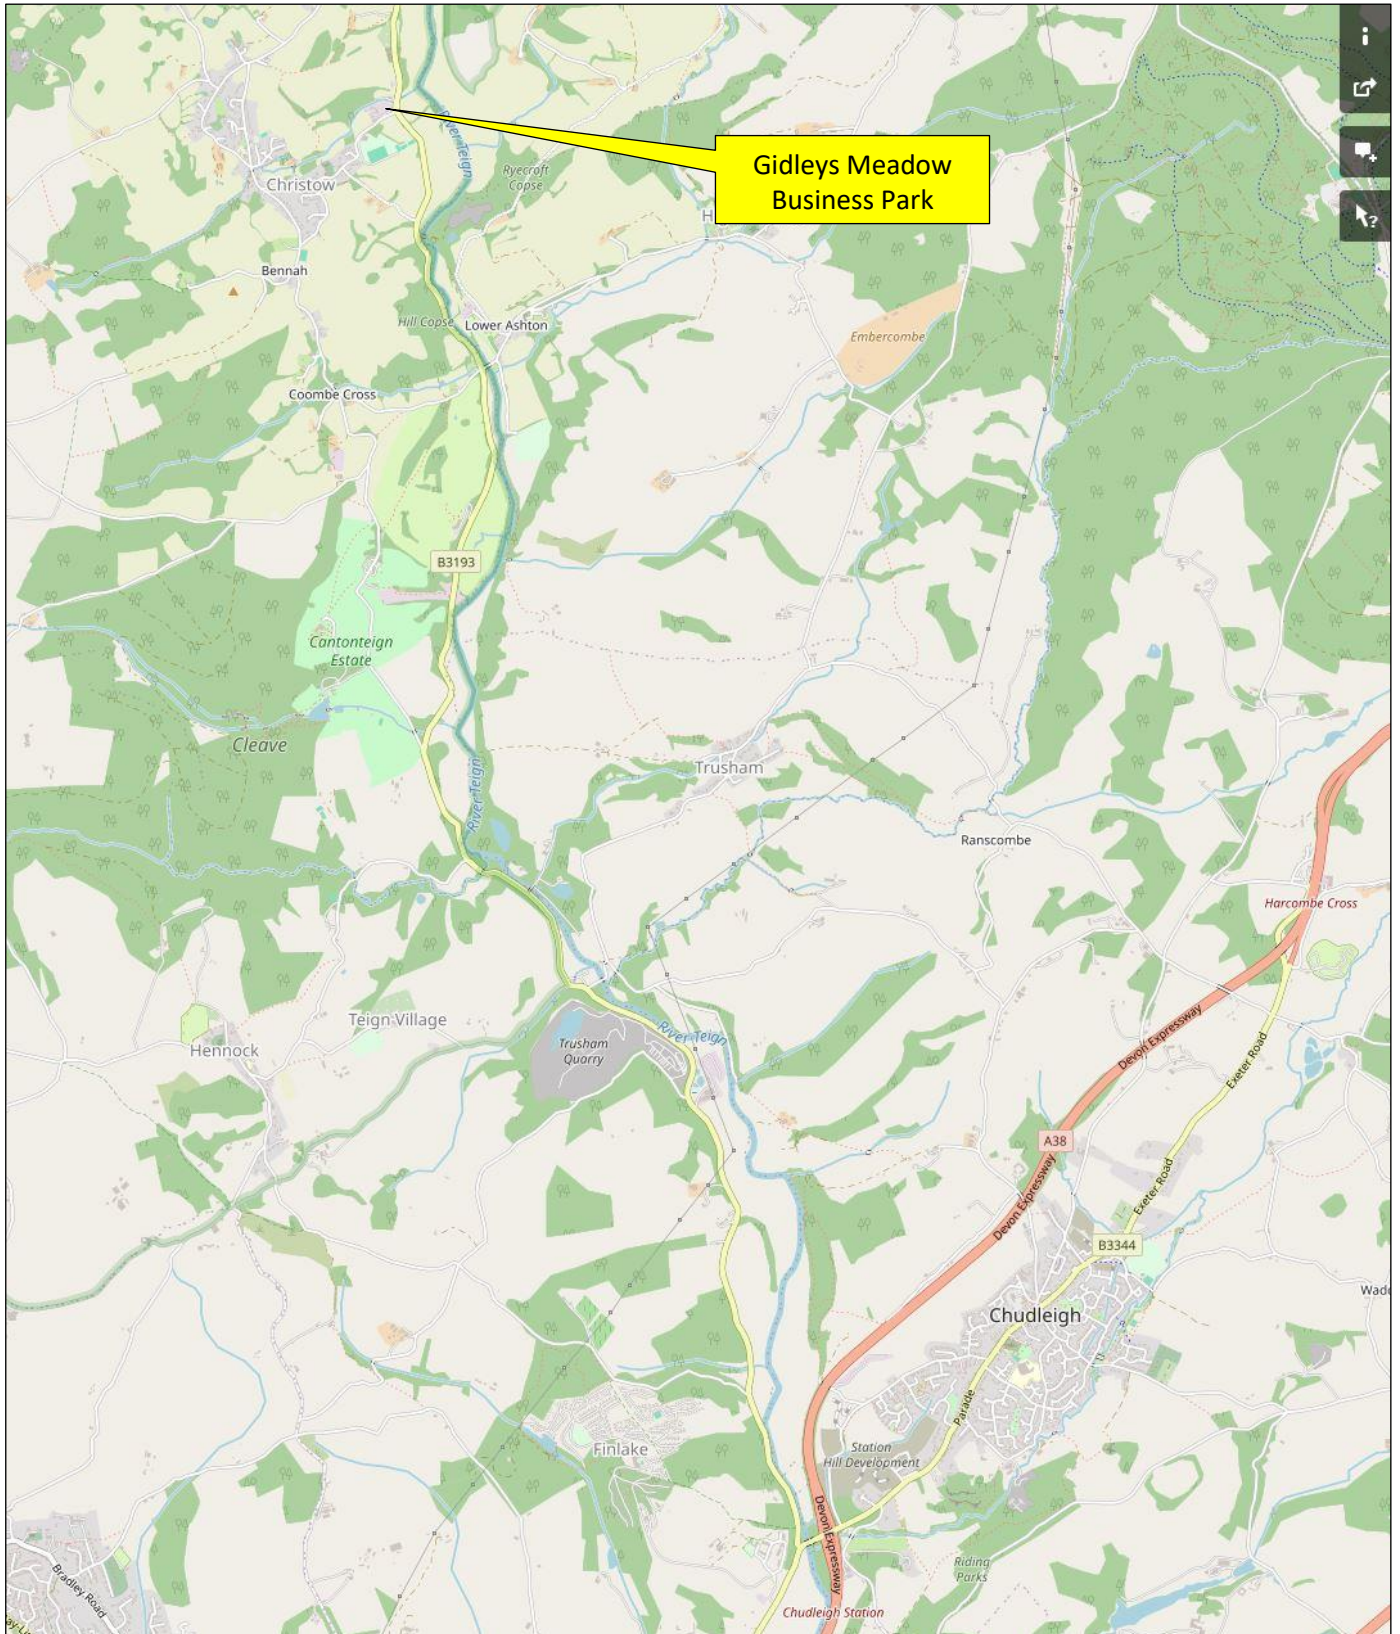 River Teign
Gidleys Meadow
Business Park
Ryecroft
Copse
Christow
H
Bennah
Hill Copse
Lower Ashton
Embercombe
Coombe Cross
B3193
Cantonteign
Estate
Cleave
Trusham
River Teign
Ranscombe
Harcombe Cross
Teign Village
Hennock
Trusham
Quarry
River Teign
Devon Expressway
Exeter Road
A38
Devon Expressway
Exeter Road
B3344
Wadd
Chudleigh
Parade
Finlake
Station
Hill Development
Devon Expressway
Bradley Road
Riding
Parks
Chudleigh Station